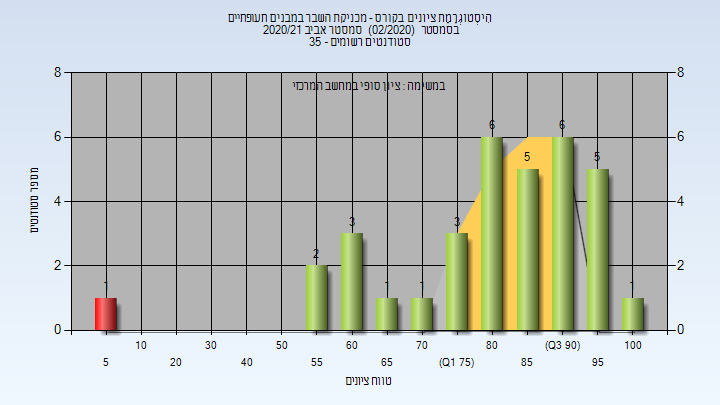 היסטוגרמת ציונים בקורס - מכניקת השבר במבנים תעופתיים
בסמסטר (02/2020) סמסטר אביב 2020/21
סטודנטים רשומים - 35
במשימה : ציון סופי במחשב המרכזי
8 8
6 6
4 4
2 2
0 0
מספר סטודנטים
1 2 3 1 1 3 6 5 6 5 1
10 30 50 60 70 80 (Q3 90) 100
5 20 40 55 65 (Q1 75) 85 95
טווח ציונים